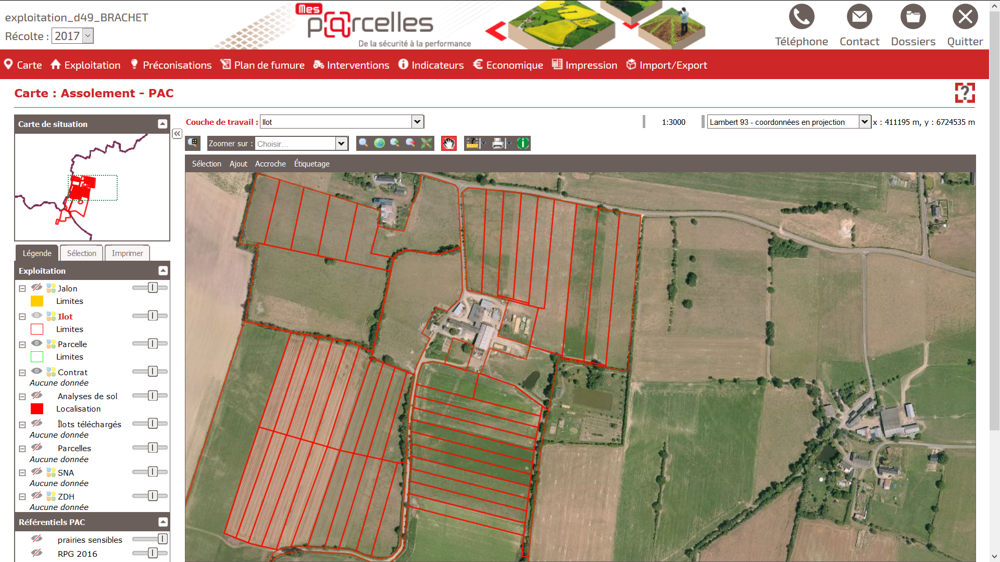 exploitation_d49_BRACHET
Récolte : 2017
Mes
parcelles
De la sécurité à la performance
Téléphone Contact Dossiers Quitter
Carte Exploitation Préconisations Plan de fumure Interventions Indicateurs Economique Impression Import/Export
Carte : Assolement - PAC
Carte de situation
Couche de travail : Ilot
1:3000
Lambert 93 - coordonnées en projection
x : 411195 m, y : 6724535 m
Zoomer sur : Choisir...
Sélection Ajout Accroche Étiquetage
Légende Sélection Imprimer
Exploitation
Jalon
Limites
Ilot
Limites
Parcelle
Limites
Contrat
Aucune donnée
Analyses de sol
Localisation
Îlots téléchargés
Aucune donnée
Parcelles
Aucune donnée
SNA
Aucune donnée
ZDH
Aucune donnée
Référentiels PAC
prairies sensibles
RPG 2016